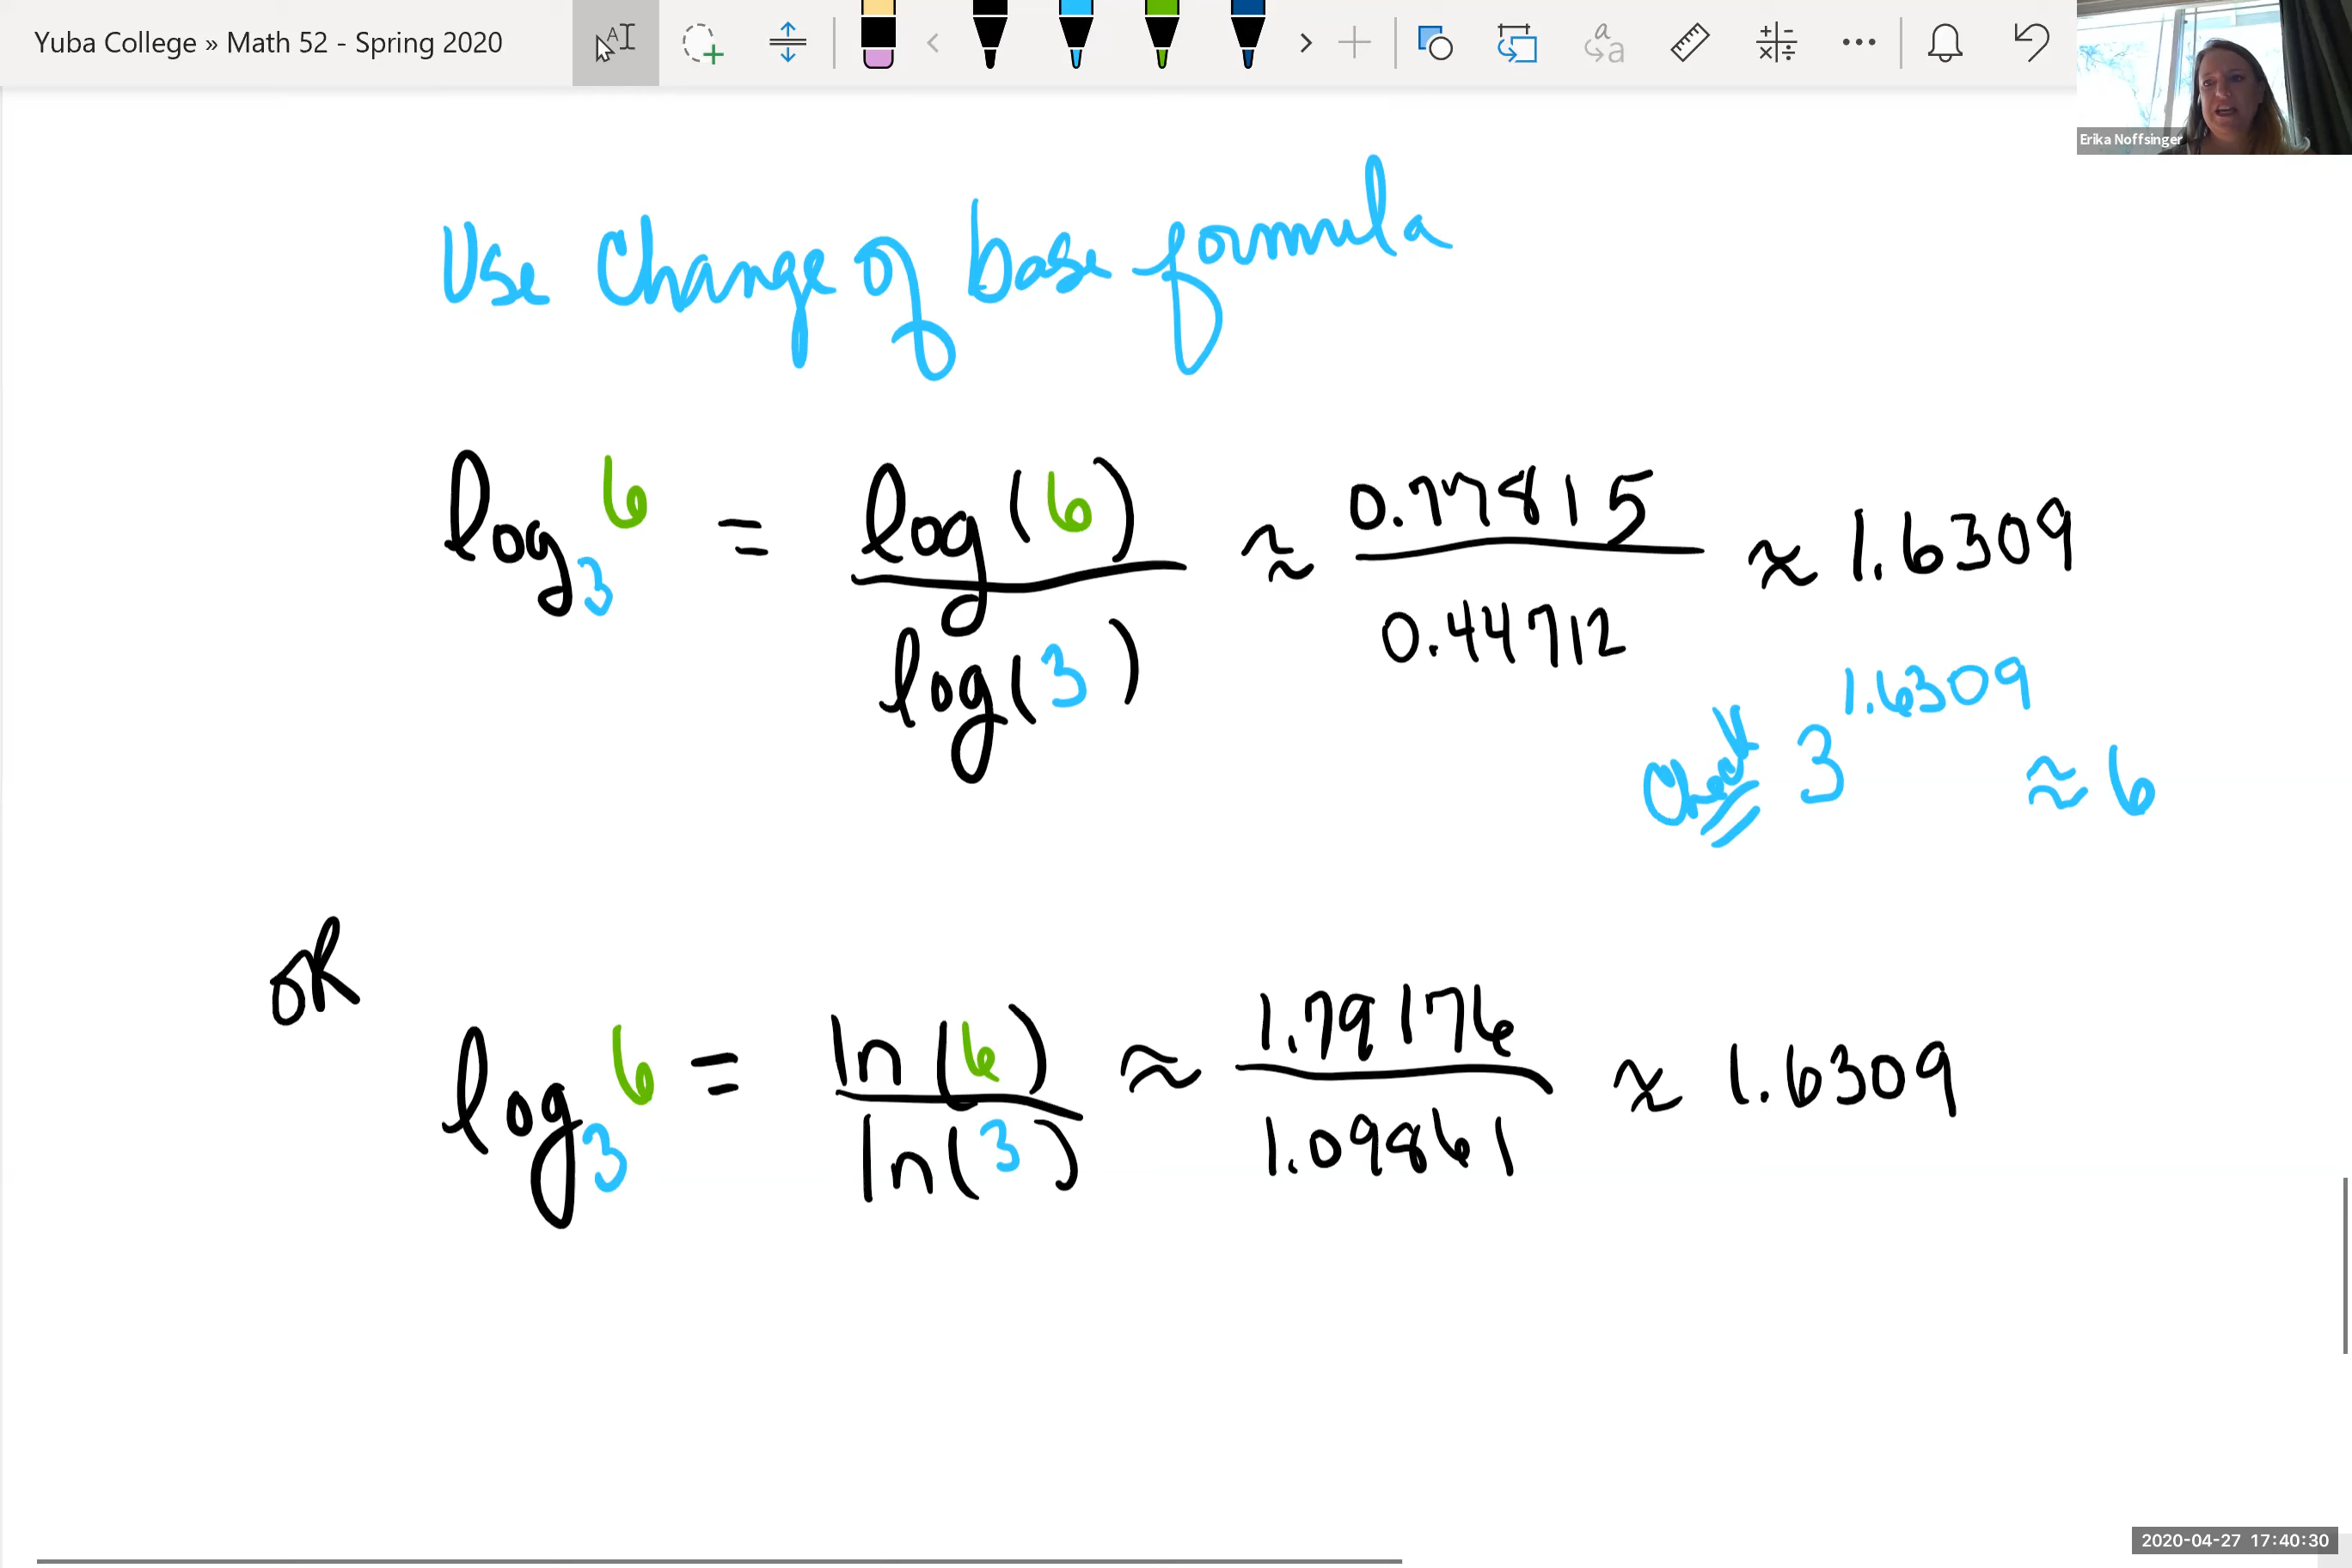 Yuba College » Math 52 - Spring 2020
Erika Noffsinger
Use Change of base formula
log₃ 6 = log(6) / log(3) ≈ 0.77815 / 0.44712 ≈ 1.6309
Check 3^1.6309 ≈ 6
OR
log₃ 6 = ln(6) / ln(3) ≈ 1.79176 / 1.09861 ≈ 1.6309
2020-04-27 17:40:30